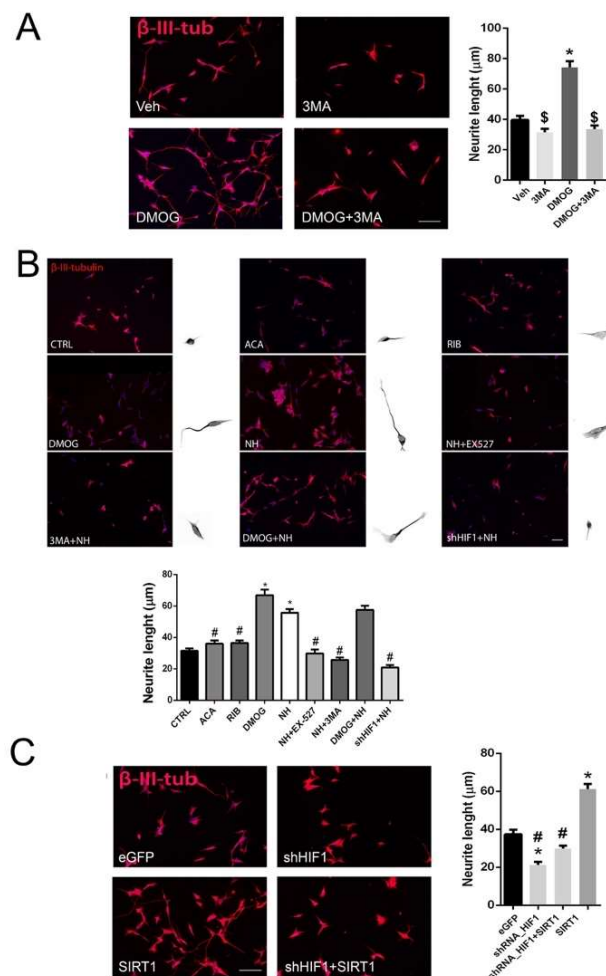 A
β-III-tub
Veh
3MA
DMOG
DMOG+3MA
Neurite lenght (μm)
100
80
60
40
20
0
*
$
$
Veh
3MA
DMOG
DMOG+3MA
B
β-III-tubulin
CTRL
ACA
RIB
DMOG
NH
NH+EX527
3MA+NH
DMOG+NH
shHIF1+NH
Neurite lenght (μm)
80
60
40
20
0
# # * * # # #
CTRL
ACA
RIB
DMOG
NH
NH+EX-527
NH+3MA
DMOG+NH
shHIF1+NH
C
β-III-tub
eGFP
shHIF1
SIRT1
shHIF1+SIRT1
Neurite lenght (μm)
80
60
40
20
0
#
*
#
*
eGFP
shRNA_HIF1
shRNA_HIF1+SIRT1
SIRT1